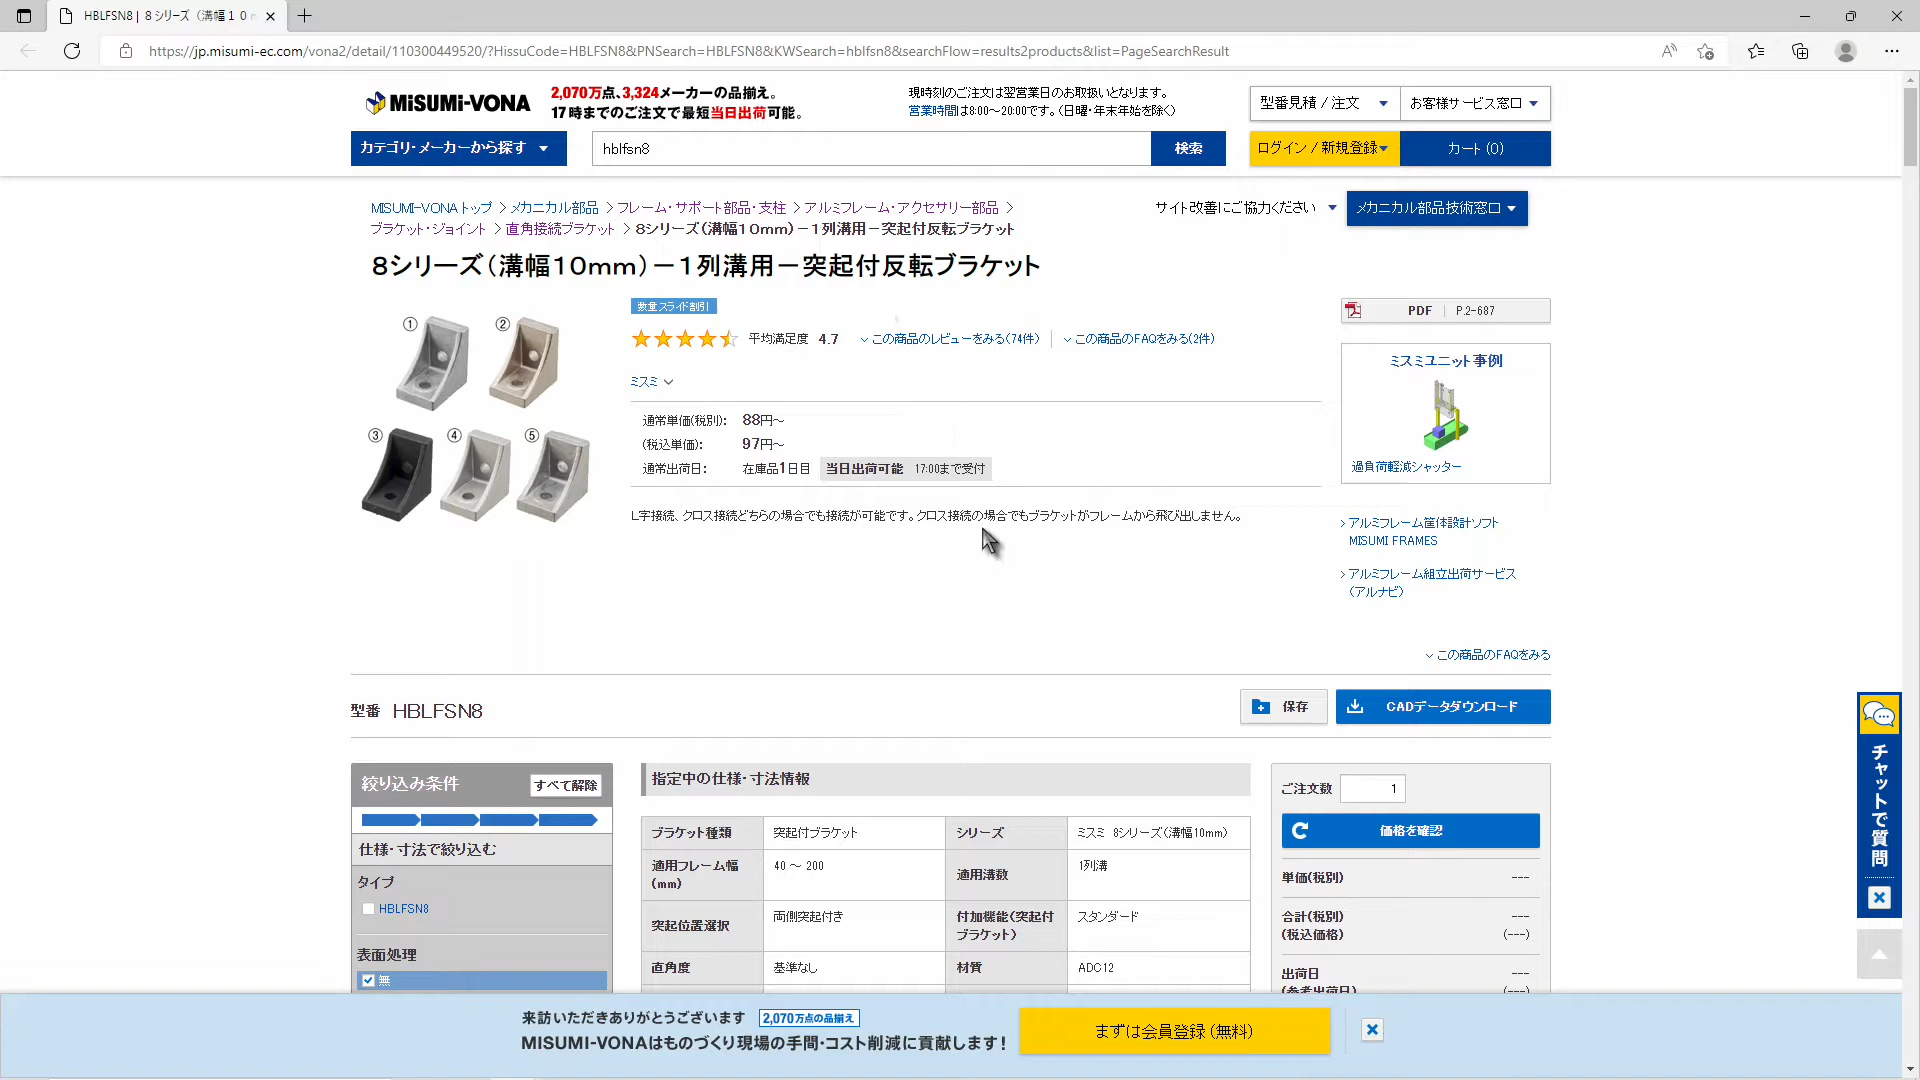 HBLFSN8 | 8シリーズ（溝幅１０
https://jp.misumi-ec.com/vona2/detail/110300449520/?HissuCode=HBLFSN8&PNSearch=HBLFSN8&KWSearch=hblfsn8&searchFlow=results2products&list=PageSearchResult
MiSUMi-VONA
2,070万点、3,324メーカーの品揃え。
17時までのご注文で最短当日出荷可能。
現時刻のご注文は翌営業日のお取扱いとなります。
営業時間は8:00～20:00です。（日曜・年末年始を除く）
型番見積 / 注文
お客様サービス窓口
カテゴリ・メーカーから探す
hblfsn8
検索
ログイン / 新規登録
カート (0)
MISUMI-VONAトップ > メカニカル部品 > フレーム・サポート部品・支柱 > アルミフレーム・アクセサリー部品 >
ブラケット・ジョイント > 直角接続ブラケット > 8シリーズ（溝幅１０mm）－１列溝用－突起付反転ブラケット
サイト改善にご協力ください
メカニカル部品技術窓口
８シリーズ（溝幅１０mm）－１列溝用－突起付反転ブラケット
数量スライド割引
平均満足度 4.7
この商品のレビューをみる(74件)
この商品のFAQをみる(2件)
① ②
③ ④ ⑤
ミスミ
通常単価(税別): 88円～
(税込単価): 97円～
通常出荷日: 在庫品1日目 当日出荷可能 17:00まで受付
L字接続、クロス接続どちらの場合でも接続が可能です。クロス接続の場合でもブラケットがフレームから飛び出しません。
PDF | P.2-687
ミスミユニット事例
過負荷軽減シャッター
アルミフレーム筐体設計ソフト
MISUMI FRAMES
アルミフレーム組立出荷サービス
（アルナビ）
この商品のFAQをみる
型番 HBLFSN8
保存
CADデータダウンロード
絞り込み条件
すべて解除
仕様・寸法で絞り込む
タイプ
HBLFSN8
表面処理
無
指定中の仕様・寸法情報
ブラケット種類 突起付ブラケット シリーズ ミスミ 8シリーズ（溝幅10mm）
適用フレーム幅(mm) 40 ～ 200 適用溝数 1列溝
突起位置選択 両側突起付き 付加機能（突起付ブラケット） スタンダード
直角度 基準なし 材質 ADC12
ご注文数 1
価格を確認
単価(税別) ---
合計(税別) ---
(税込価格) (---)
出荷日 ---
(参考出荷日) (---)
チャットで質問
来訪いただきありがとうございます 2,070万点の品揃え
MISUMI-VONAはものづくり現場の手間・コスト削減に貢献します！
まずは会員登録 (無料)